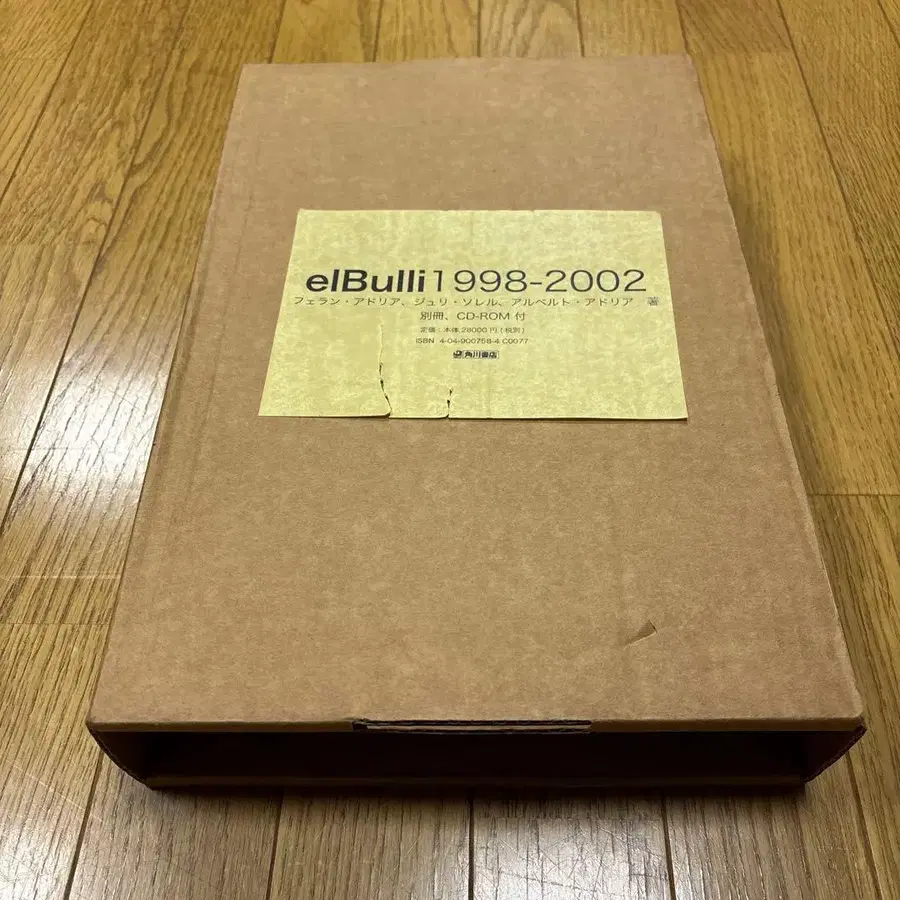 elBulli1998-2002
フェラン・アドリア、ジュリ・ソレル、アルベルト・アドリア 著
別冊、CD-ROM 付
定価:本体28000円(税別)
ISBN 4-04-900758-4 C0077
角川書店